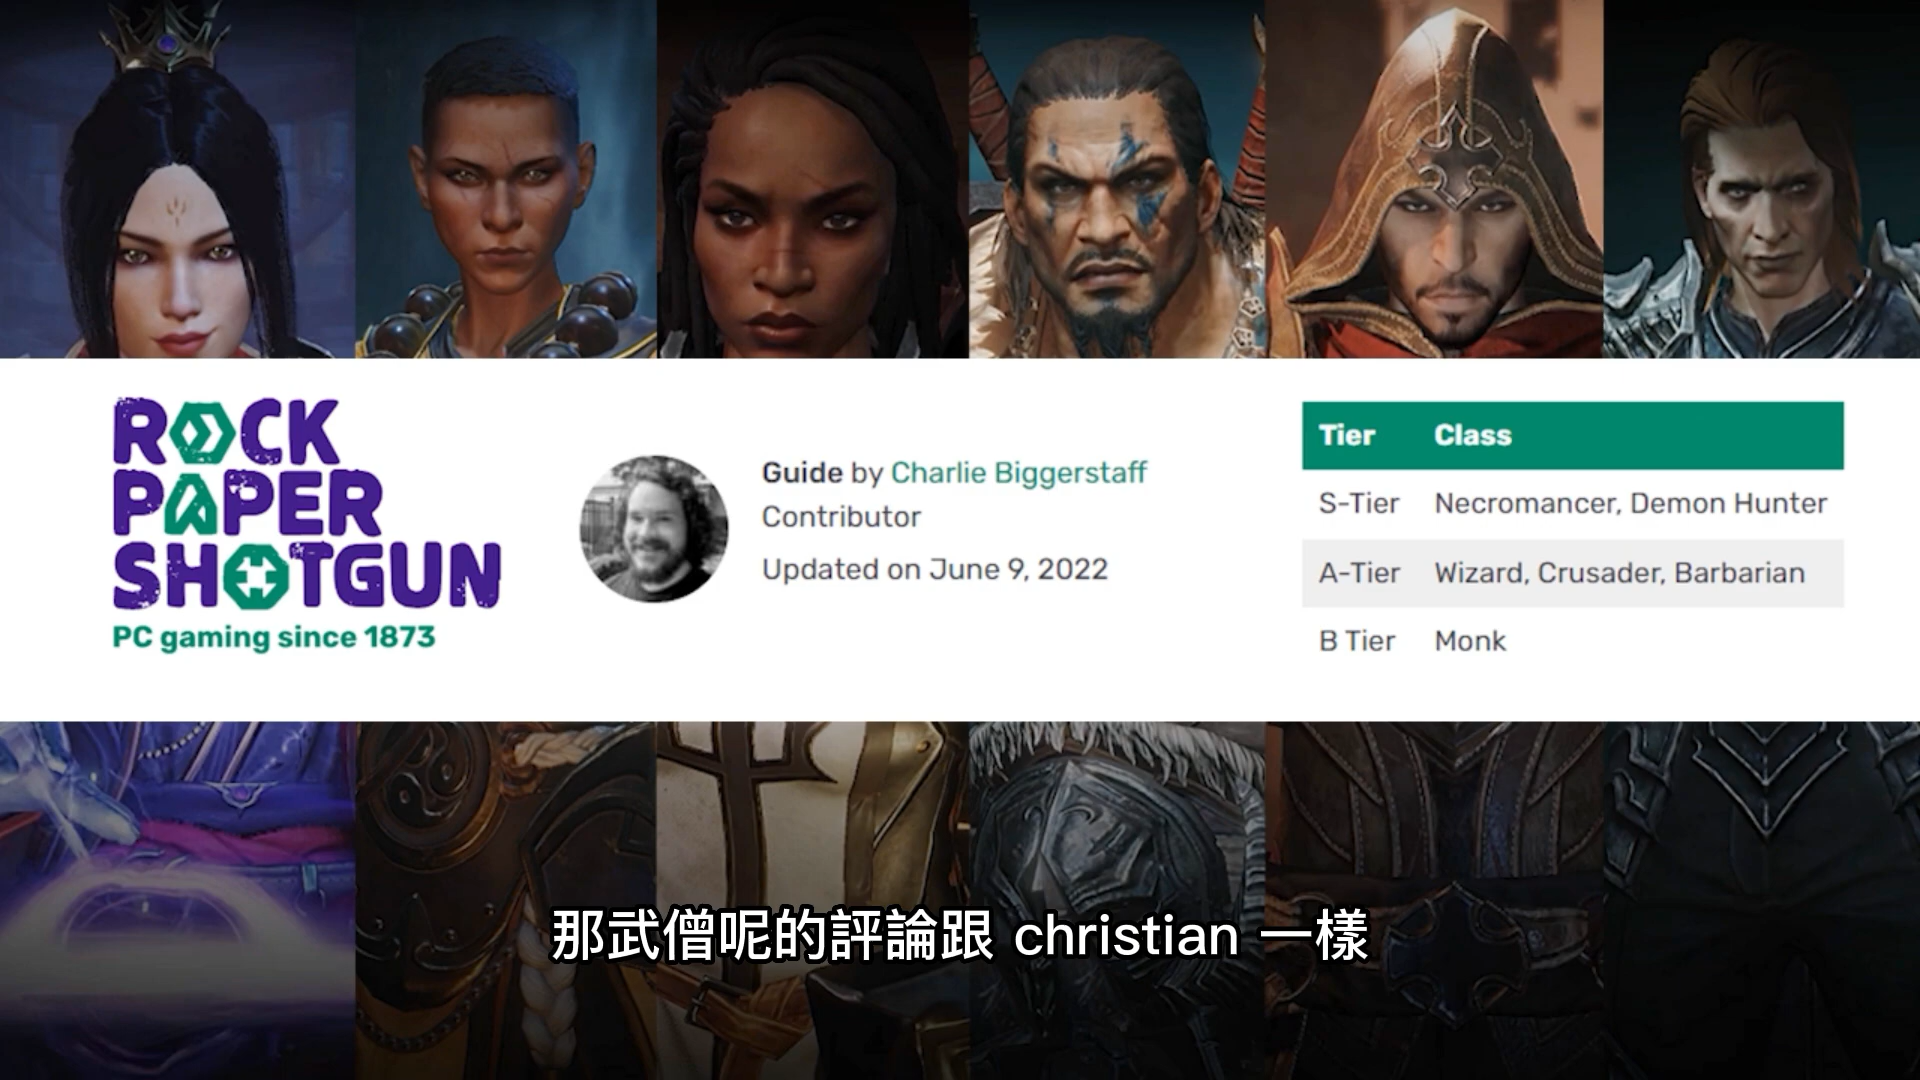 ROCK
PAPER
SHOTGUN
PC gaming since 1873
Guide by Charlie Biggerstaff
Contributor
Updated on June 9, 2022
Tier Class
S-Tier Necromancer, Demon Hunter
A-Tier Wizard, Crusader, Barbarian
B Tier Monk
那武僧呢的評論跟 christian 一樣